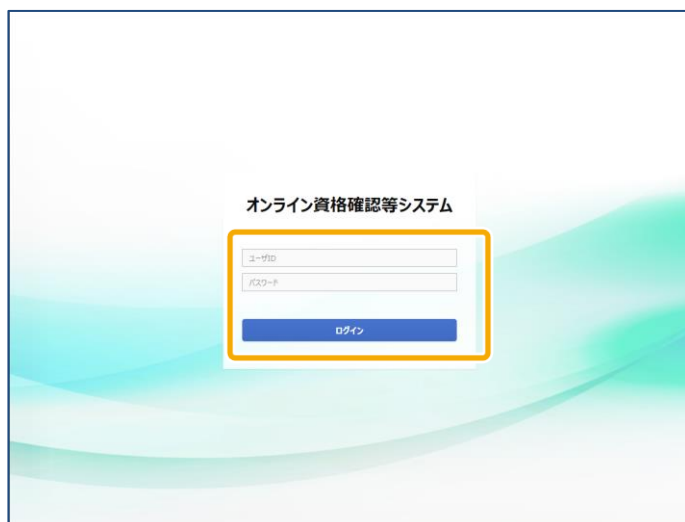 オンライン資格確認等システム
ユーザID
パスワード
ログイン